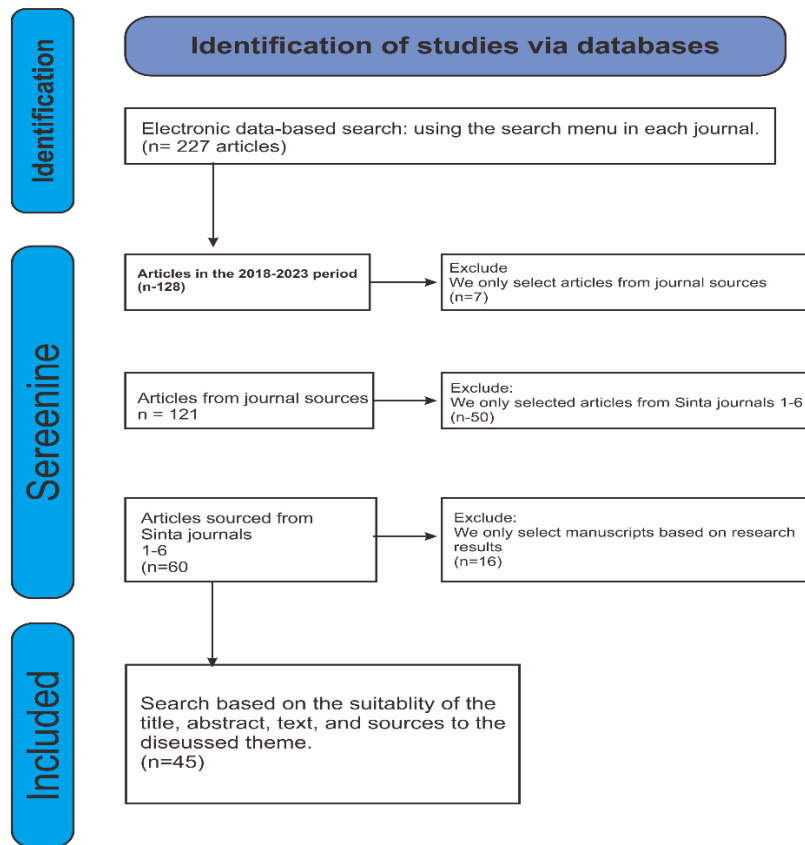 Identification of studies via databases
Identification
Electronic data-based search: using the search menu in each journal.
(n= 227 articles)
Sereenine
Articles in the 2018-2023 period
(n-128)
Exclude
We only select articles from journal sources
(n=7)
Articles from journal sources
n = 121
Exclude:
We only selected articles from Sinta journals 1-6
(n-50)
Articles sourced from
Sinta journals
1-6
(n=60
Exclude:
We only select manuscripts based on research
results
(n=16)
Included
Search based on the suitablity of the
title, abstract, text, and sources to the
diseussed theme.
(n=45)